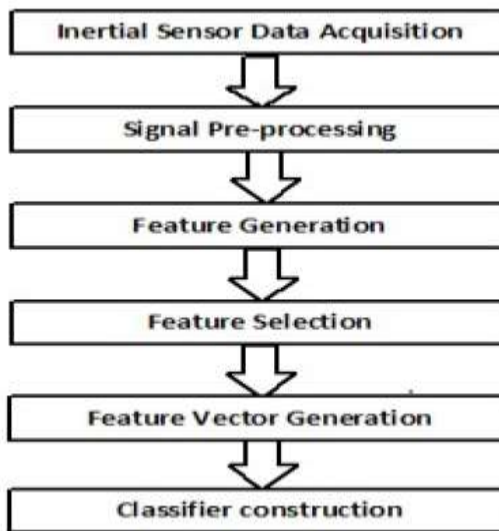 Inertial Sensor Data Acquisition
Signal Pre-processing
Feature Generation
Feature Selection
Feature Vector Generation
Classifier construction